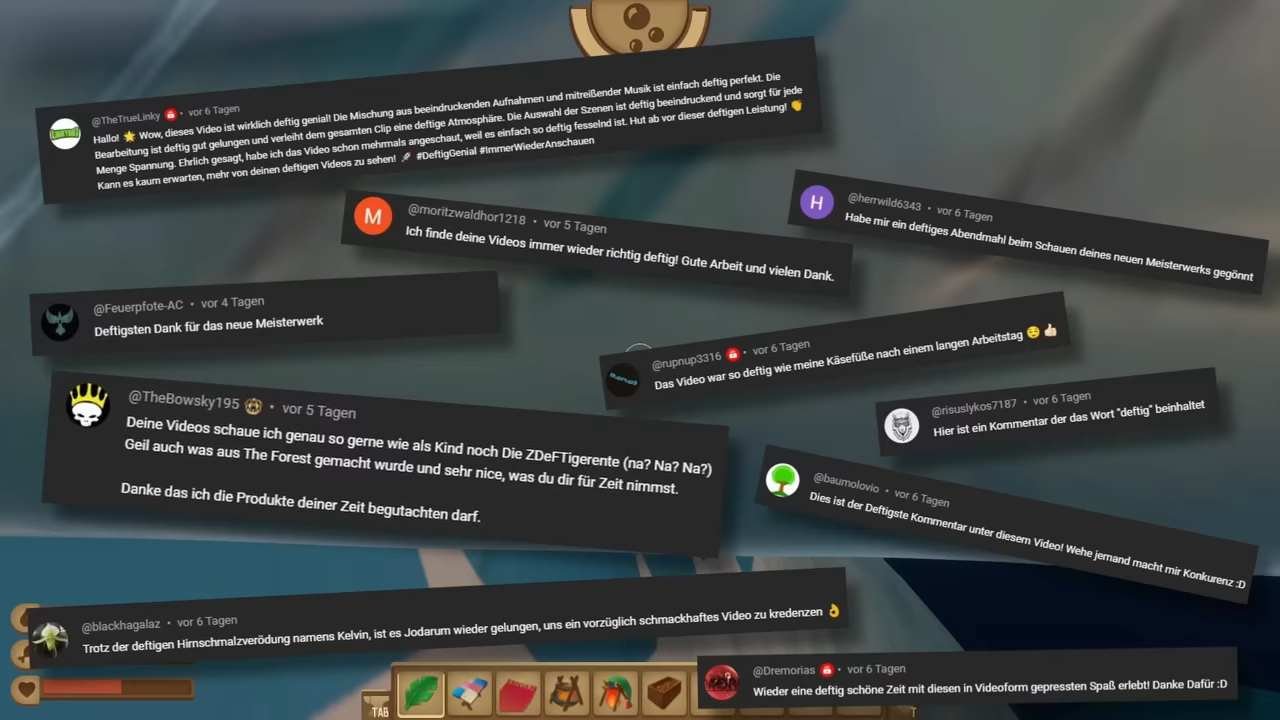 @TheTrueLinky • vor 6 Tagen
Hallo! 🌟 Wow, dieses Video ist wirklich deftig genial! Die Mischung aus beeindruckenden Aufnahmen und mitreißender Musik ist einfach deftig perfekt. Die
Bearbeitung ist deftig gut gelungen und verleiht dem gesamten Clip eine deftige Atmosphäre. Die Auswahl der Szenen ist deftig beeindruckend und sorgt für jede
Menge Spannung. Ehrlich gesagt, habe ich das Video schon mehrmals angeschaut, weil es einfach so deftig fesselnd ist. Hut ab vor dieser deftigen Leistung! 👏
Kann es kaum erwarten, mehr von deinen deftigen Videos zu sehen! 🚀 #DeftigGenial #ImmerWiederAnschauen
M
@moritzwaldhor1218 • vor 5 Tagen
Ich finde deine Videos immer wieder richtig deftig! Gute Arbeit und vielen Dank.
H
@herrwild6343 • vor 6 Tagen
Habe mir ein deftiges Abendmahl beim Schauen deines neuen Meisterwerks gegönnt
@Feuerpfote-AC • vor 4 Tagen
Deftigsten Dank für das neue Meisterwerk
@rupnup3316 • vor 6 Tagen
Das Video war so deftig wie meine Käsefüße nach einem langen Arbeitstag 😌👍🏻
@TheBowsky195 • vor 5 Tagen
Deine Videos schaue ich genau so gerne wie als Kind noch Die ZDeFTigerente (na? Na? Na?)
Geil auch was aus The Forest gemacht wurde und sehr nice, was du dir für Zeit nimmst.
Danke das ich die Produkte deiner Zeit begutachten darf.
@risuslykos7187 • vor 6 Tagen
Hier ist ein Kommentar der das Wort "deftig" beinhaltet
@baumolovio • vor 6 Tagen
Dies ist der Deftigste Kommentar unter diesem Video! Wehe jemand macht mir Konkurenz :D
@blackhagalaz • vor 6 Tagen
Trotz der deftigen Hirnschmalzverödung namens Kelvin, ist es Jodarum wieder gelungen, uns ein vorzüglich schmackhaftes Video zu kredenzen 👌
@Dremorias • vor 6 Tagen
Wieder eine deftig schöne Zeit mit diesen in Videoform gepressten Spaß erlebt! Danke Dafür :D
TAB